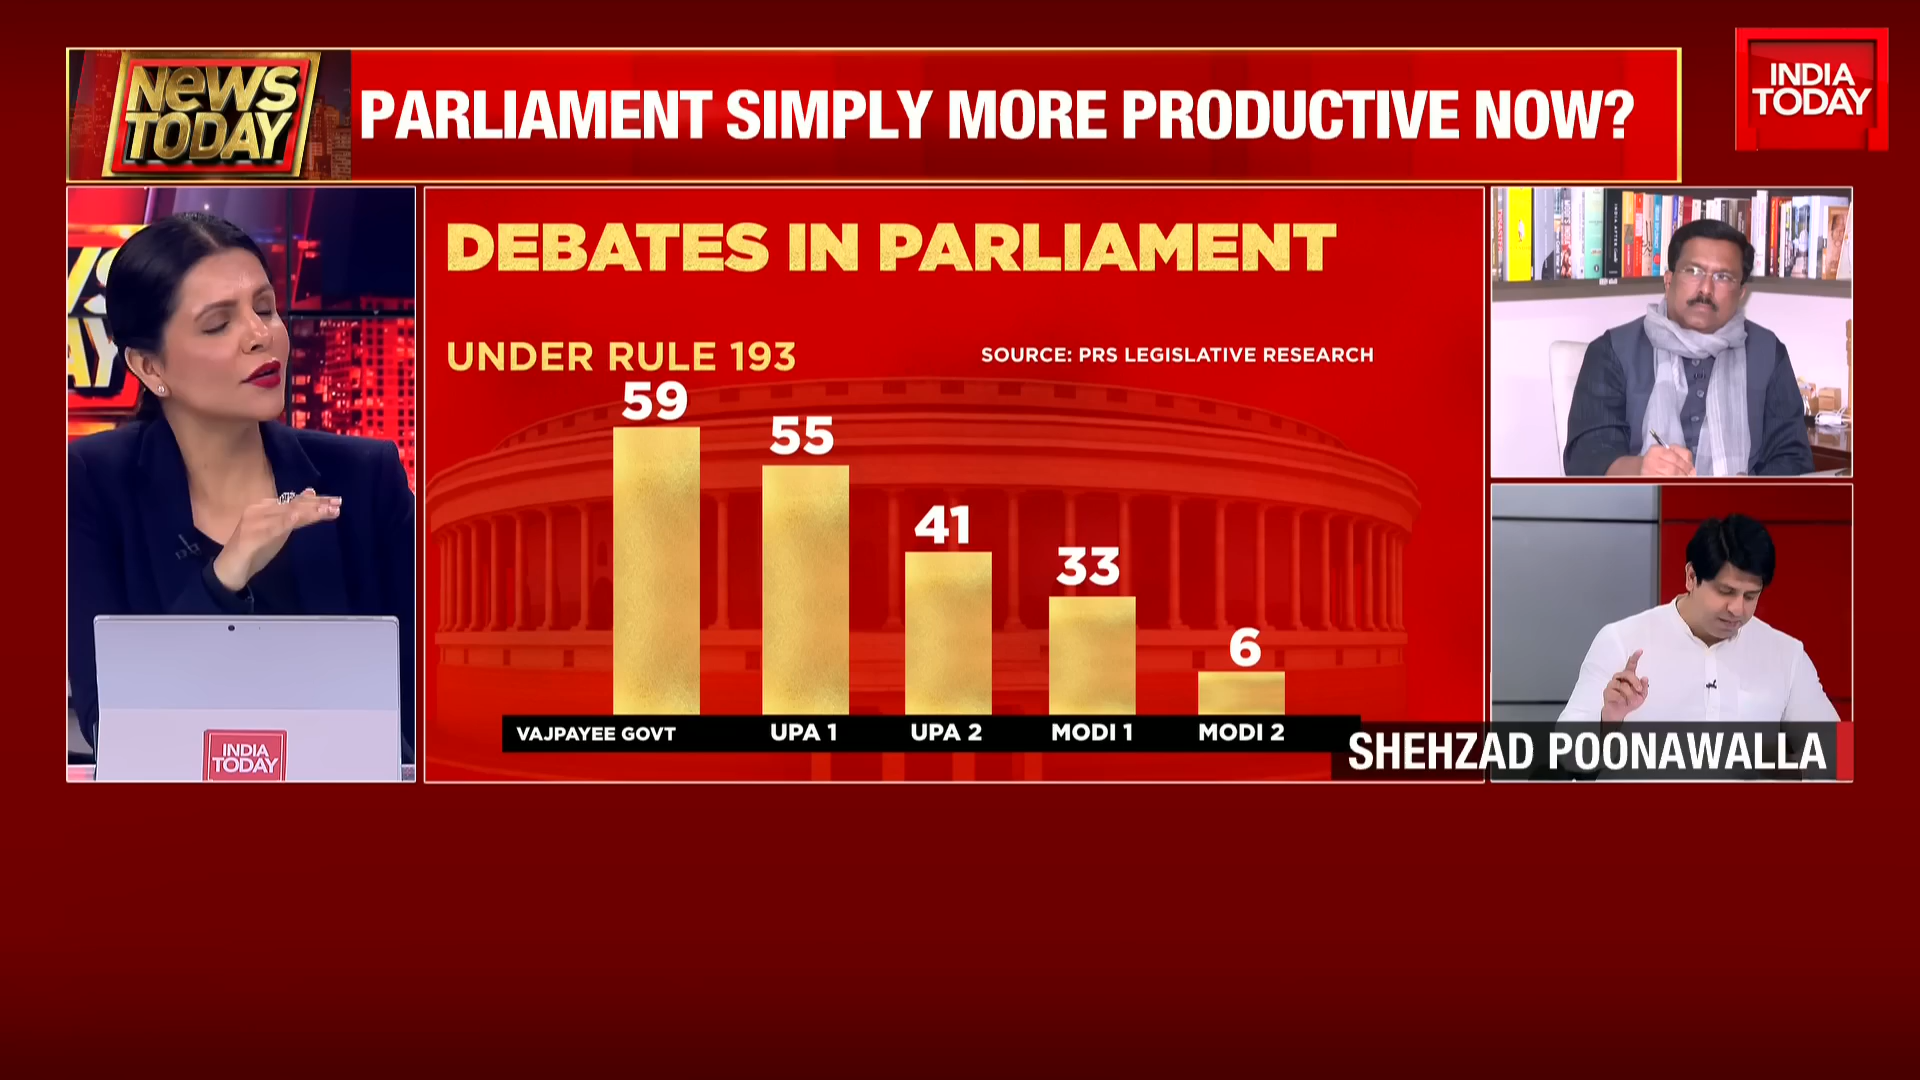 NEWS
TODAY
PARLIAMENT SIMPLY MORE PRODUCTIVE NOW?
INDIA
TODAY
DEBATES IN PARLIAMENT
UNDER RULE 193
SOURCE: PRS LEGISLATIVE RESEARCH
59
55
41
33
6
VAJPAYEE GOVT
UPA 1
UPA 2
MODI 1
MODI 2
SHEHZAD POONAWALLA
INDIA
TODAY